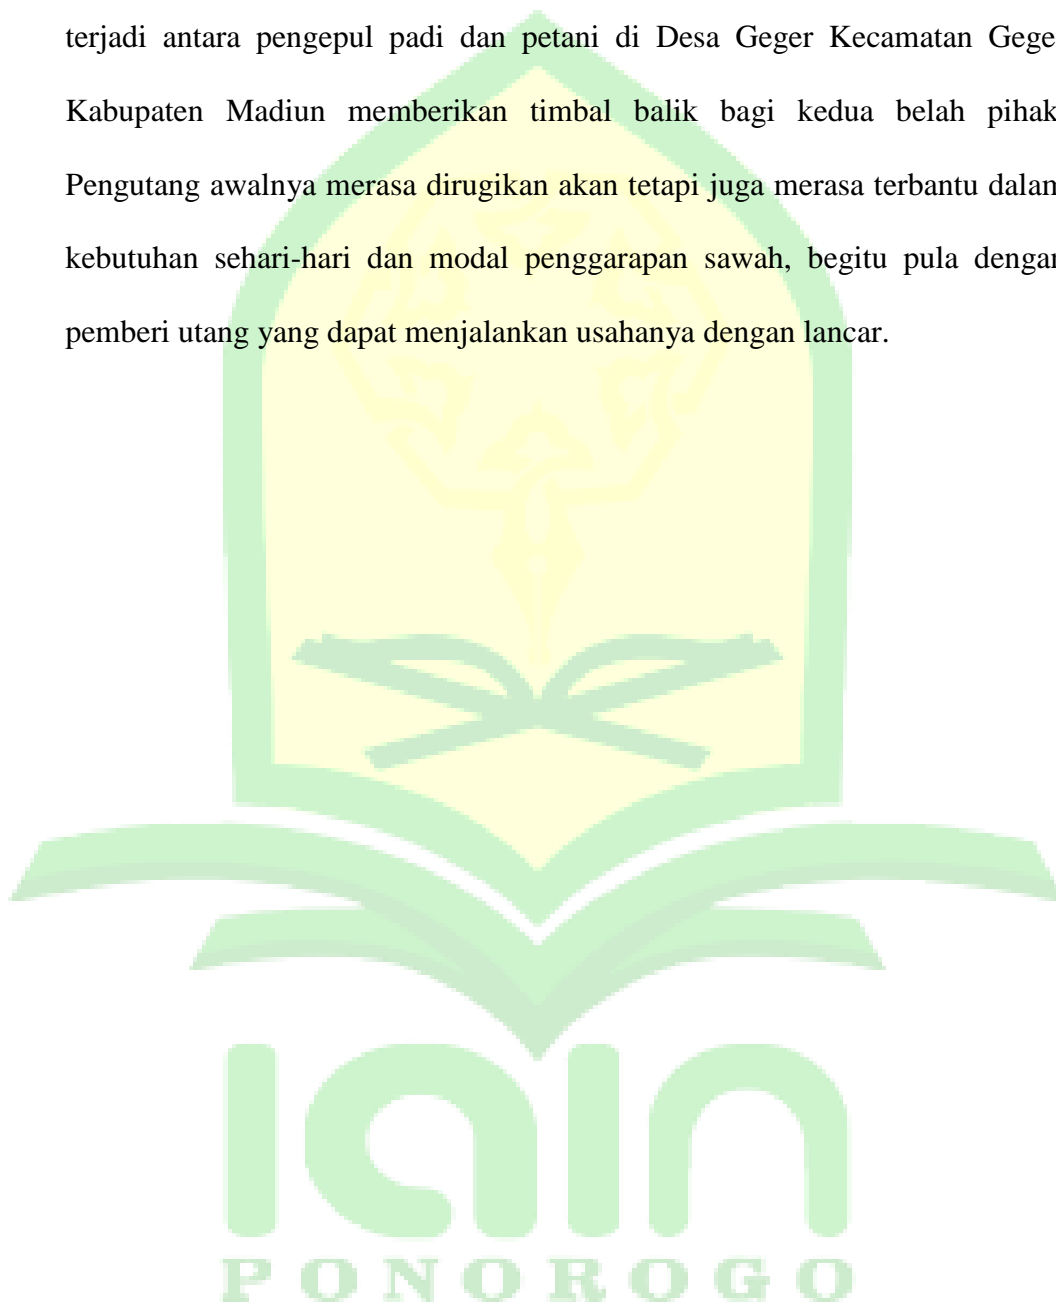 terjadi antara pengepul padi dan petani di Desa Geger Kecamatan Gege
Kabupaten Madiun memberikan timbal balik bagi kedua belah pihak
Pengutang awalnya merasa dirugikan akan tetapi juga merasa terbantu dalam
kebutuhan sehari-hari dan modal penggarapan sawah, begitu pula dengan
pemberi utang yang dapat menjalankan usahanya dengan lancar.
iain
PONOROGO